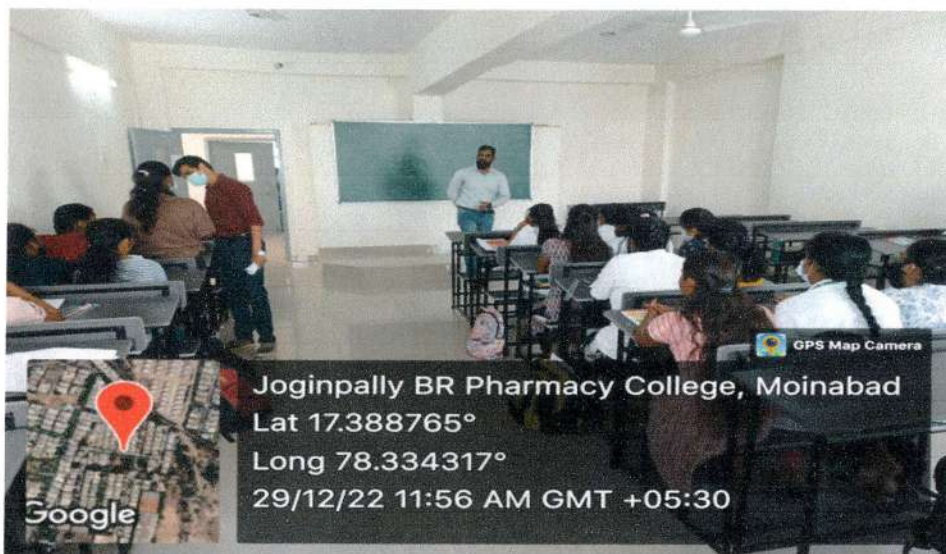 GPS Map Camera
Joginpally BR Pharmacy College, Moinabad
Lat 17.388765°
Long 78.334317°
29/12/22 11:56 AM GMT +05:30
Google